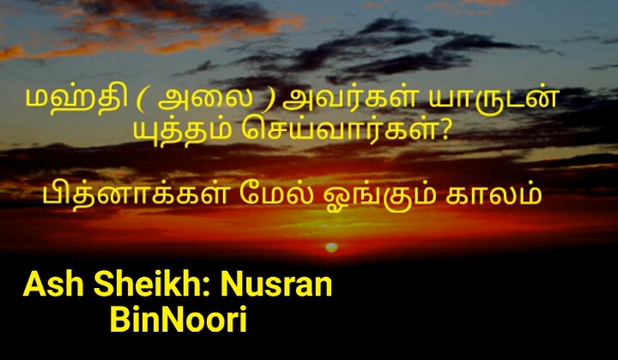 மஹ்தி ( அலை ) அவர்கள் யாருடன்
யுத்தம் செய்வார்கள்?
பித்னாக்கள் மேல் ஓங்கும் காலம்
Ash Sheikh: Nusran
BinNoori